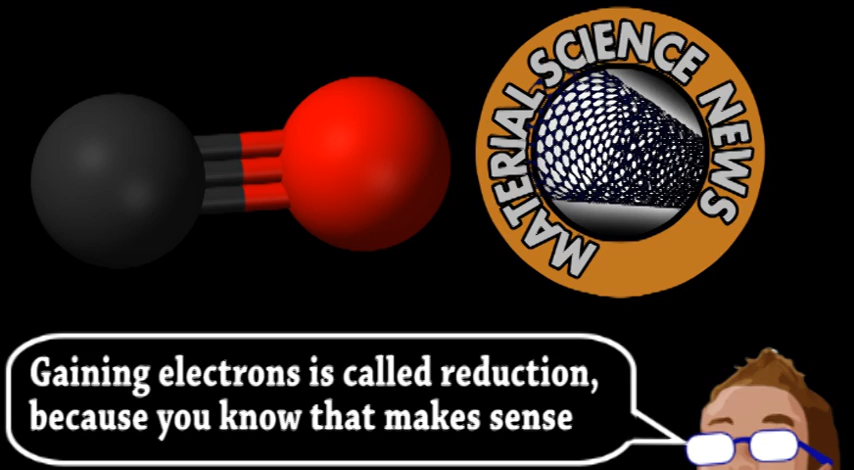 MATERIAL SCIENCE NEWS
Gaining electrons is called reduction,
because you know that makes sense